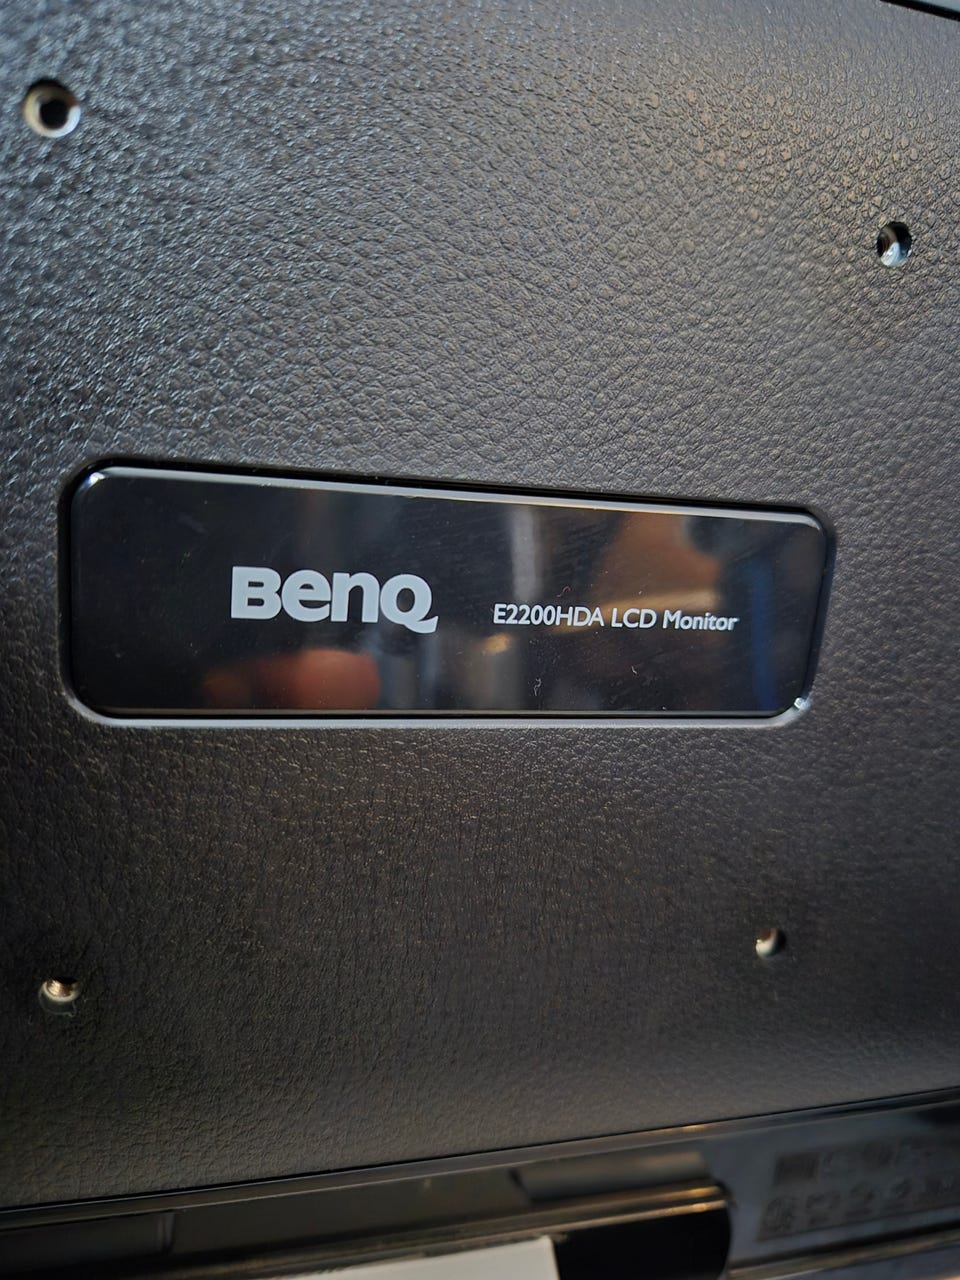 BenQ E2200HDA LCD Monitor